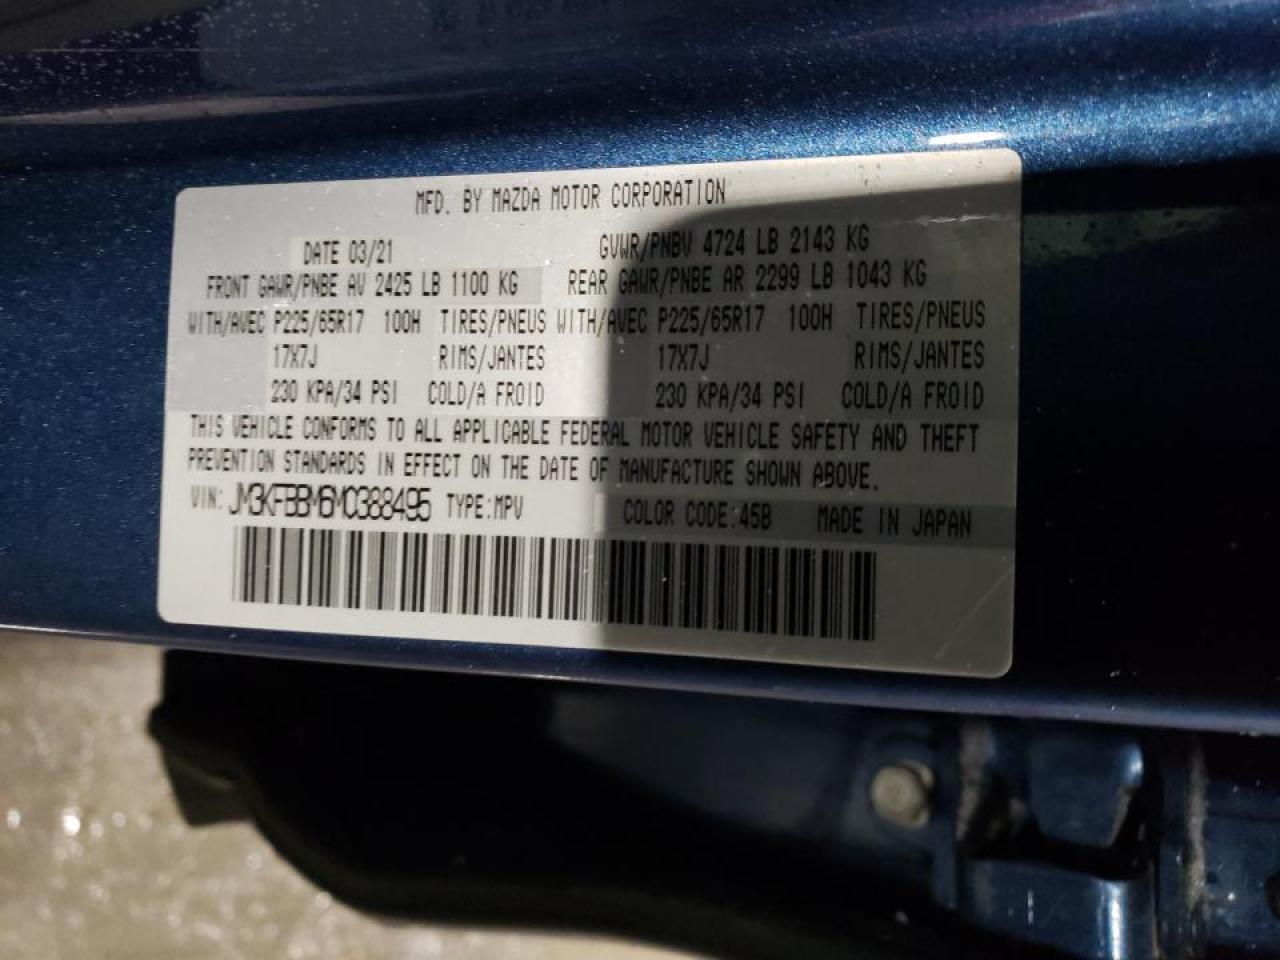 MFD. BY MAZDA MOTOR CORPORATION
DATE 03/21 GVWR/PNBV 4724 LB 2143 KG
FRONT GAWR/PNBE AV 2425 LB 1100 KG REAR GAWR/PNBE AR 2299 LB 1043 KG
WITH/AVEC P225/65R17 100H TIRES/PNEUS WITH/AVEC P225/65R17 100H TIRES/PNEUS
17X7J RIMS/JANTES 17X7J RIMS/JANTES
230 KPA/34 PSI COLD/A FROID 230 KPA/34 PSI COLD/A FROID
THIS VEHICLE CONFORMS TO ALL APPLICABLE FEDERAL MOTOR VEHICLE SAFETY AND THEFT
PREVENTION STANDARDS IN EFFECT ON THE DATE OF MANUFACTURE SHOWN ABOVE.
VIN: JM3KFBBM6M0388495 TYPE:MPV COLOR CODE:45B MADE IN JAPAN